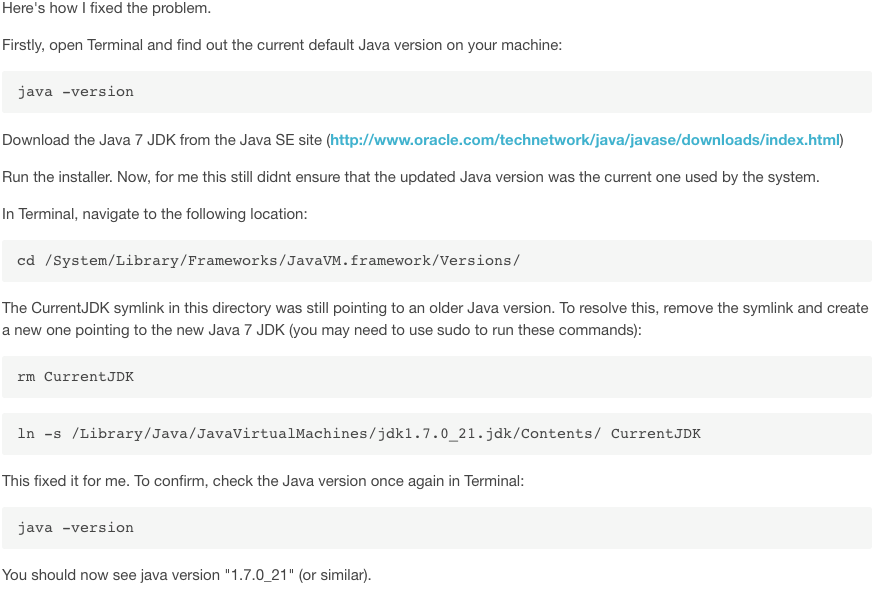 Here's how I fixed the problem.
Firstly, open Terminal and find out the current default Java version on your machine:
java -version
Download the Java 7 JDK from the Java SE site (http://www.oracle.com/technetwork/java/javase/downloads/index.html)
Run the installer. Now, for me this still didnt ensure that the updated Java version was the current one used by the system.
In Terminal, navigate to the following location:
cd /System/Library/Frameworks/JavaVM.framework/Versions/
The CurrentJDK symlink in this directory was still pointing to an older Java version. To resolve this, remove the symlink and create
a new one pointing to the new Java 7 JDK (you may need to use sudo to run these commands):
rm CurrentJDK
ln -s /Library/Java/JavaVirtualMachines/jdk1.7.0_21.jdk/Contents/ CurrentJDK
This fixed it for me. To confirm, check the Java version once again in Terminal:
java -version
You should now see java version "1.7.0_21" (or similar).